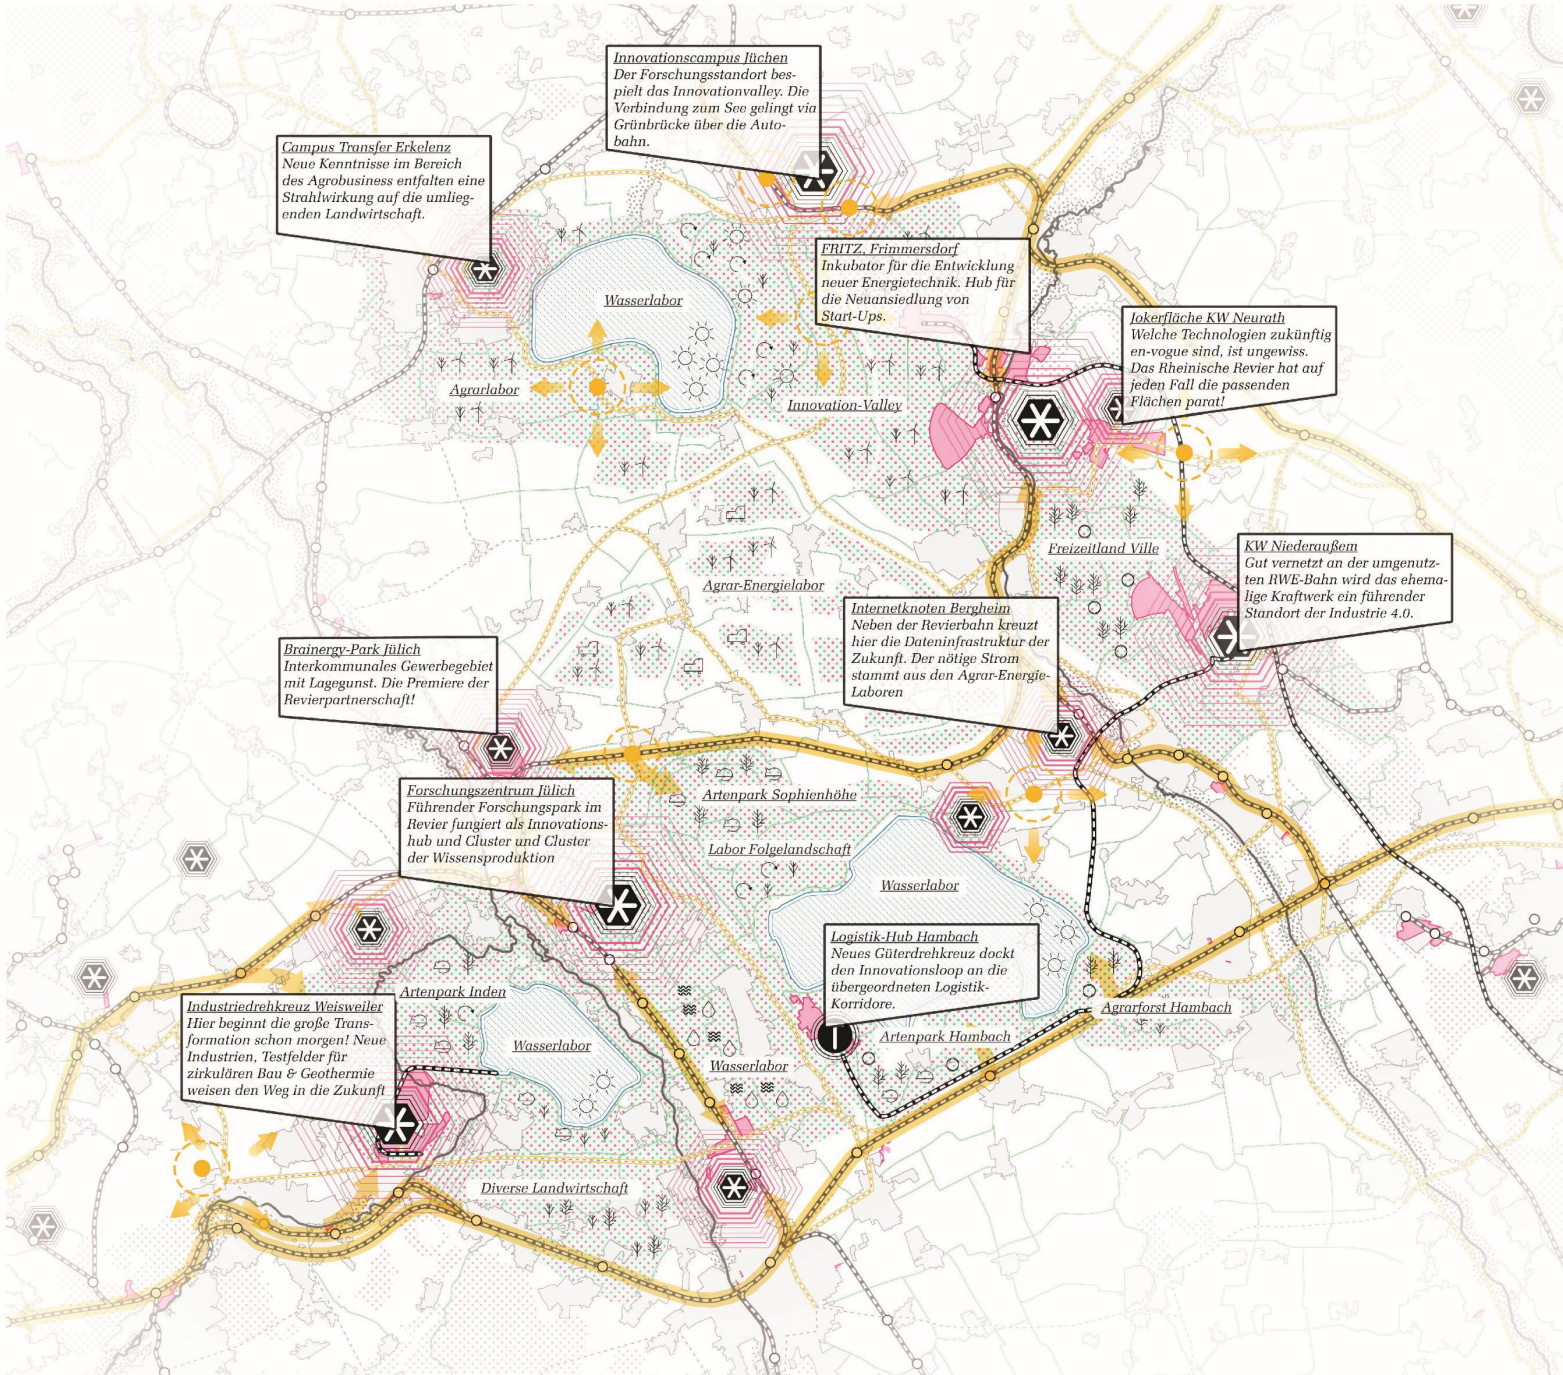 Innovationscampus Jüchen
Der Forschungsstandort bes-
pielt das Innovationvalley. Die
Verbindung zum See gelingt via
Grünbrücke über die Auto-
bahn.
Campus Transfer Erkelenz
Neue Kenntnisse im Bereich
des Agrobusiness entfalten eine
Strahlwirkung auf die umlieg-
enden Landwirtschaft.
FRITZ, Frimmersdorf
Inkubator für die Entwicklung
neuer Energietechnik. Hub für
die Neuansiedlung von
Start-Ups.
Wasserlabor
Jokerfläche KW Neurath
Welche Technologien zukünftig
en-vogue sind, ist ungewiss.
Das Rheinische Revier hat auf
jeden Fall die passenden
Flächen parat!
Agrarlabor
Innovation-Valley
Freizeitland Ville
KW Niederaußem
Gut vernetzt an der umgenutz-
ten RWE-Bahn wird das ehema-
lige Kraftwerk ein führender
Standort der Industrie 4.0.
Agrar-Energielabor
Internetknoten Bergheim
Neben der Revierbahn kreuzt
hier die Dateninfrastruktur der
Zukunft. Der nötige Strom
stammt aus den Agrar-Energie-
Laboren
Brainergy-Park Jülich
Interkommunales Gewerbegebiet
mit Lagegunst. Die Premiere der
Revierpartnerschaft!
Forschungszentrum Jülich
Führender Forschungspark im
Revier fungiert als Innovations-
hub und Cluster und Cluster
der Wissensproduktion
Artenpark Sophienhöhe
Labor Folgelandschaft
Wasserlabor
Logistik-Hub Hambach
Neues Güterdrehkreuz dockt
den Innovationsloop an die
übergeordneten Logistik-
Korridore.
Artenpark Inden
Industriedrehkreuz Weisweiler
Hier beginnt die große Trans-
formation schon morgen! Neue
Industrien, Testfelder für
zirkulären Bau & Geothermie
weisen den Weg in die Zukunft
Agrarforst Hambach
Artenpark Hambach
Wasserlabor
Wasserlabor
Diverse Landwirtschaft